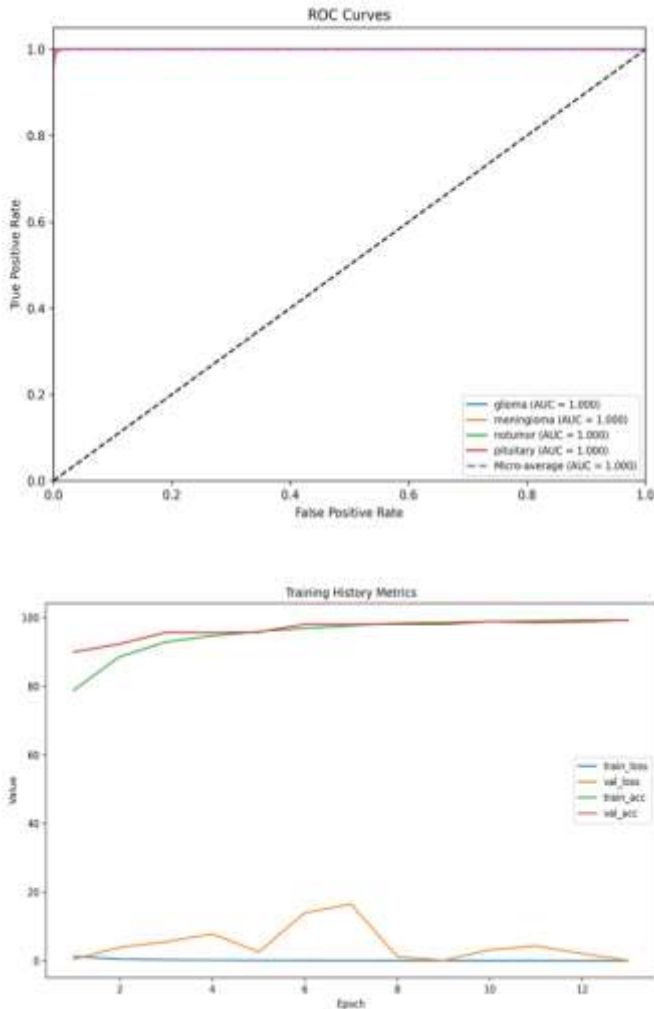 ROC Curves
1.0
0.8
0.6
0.4
0.2
0.0
True Positive Rate
glioma (AUC = 1.000)
meningioma (AUC = 1.000)
notumor (AUC = 1.000)
pituitary (AUC = 1.000)
Micro-average (AUC = 1.000)
0.0 0.2 0.4 0.6 0.8 1.0
False Positive Rate
Training History Metrics
100
80
60
40
20
0
Value
train_loss
val_loss
train_acc
val_acc
2 4 6 8 10 12
Epoch